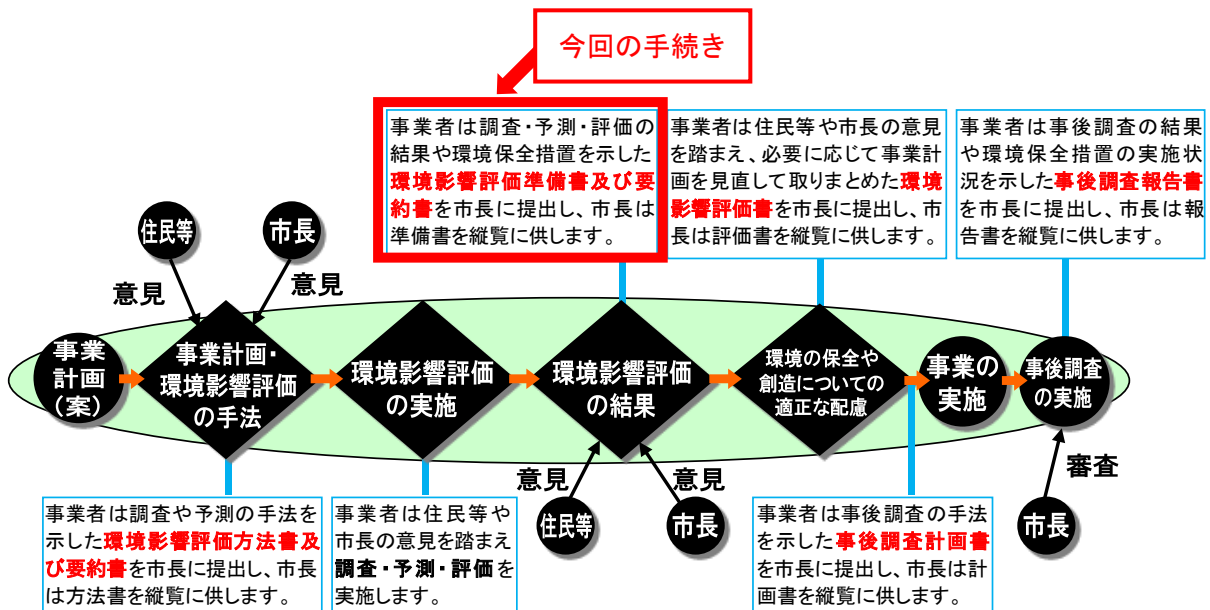 今回の手続き
事業者は調査・予測・評価の
結果や環境保全措置を示した
環境影響評価準備書及び要
約書を市長に提出し、市長は
準備書を縦覧に供します。
事業者は住民等や市長の意見
を踏まえ、必要に応じて事業計
画を見直して取りまとめた環境
影響評価書を市長に提出し、市
長は評価書を縦覧に供します。
事業者は事後調査の結果
や環境保全措置の実施状
況を示した事後調査報告書
を市長に提出し、市長は報
告書を縦覧に供します。
住民等
市長
意見
意見
事業
計画
（案）
事業計画・
環境影響評価
の手法
環境影響評価
の実施
環境影響評価
の結果
環境の保全や
創造についての
適正な配慮
事業の
実施
事後調査
の実施
意見
意見
審査
住民等
市長
市長
事業者は調査や予測の手法を
示した環境影響評価方法書及
び要約書を市長に提出し、市長
は方法書を縦覧に供します。
事業者は住民等や
市長の意見を踏まえ
調査・予測・評価を
実施します。
事業者は事後調査の手法
を示した事後調査計画書
を市長に提出し、市長は計
画書を縦覧に供します。